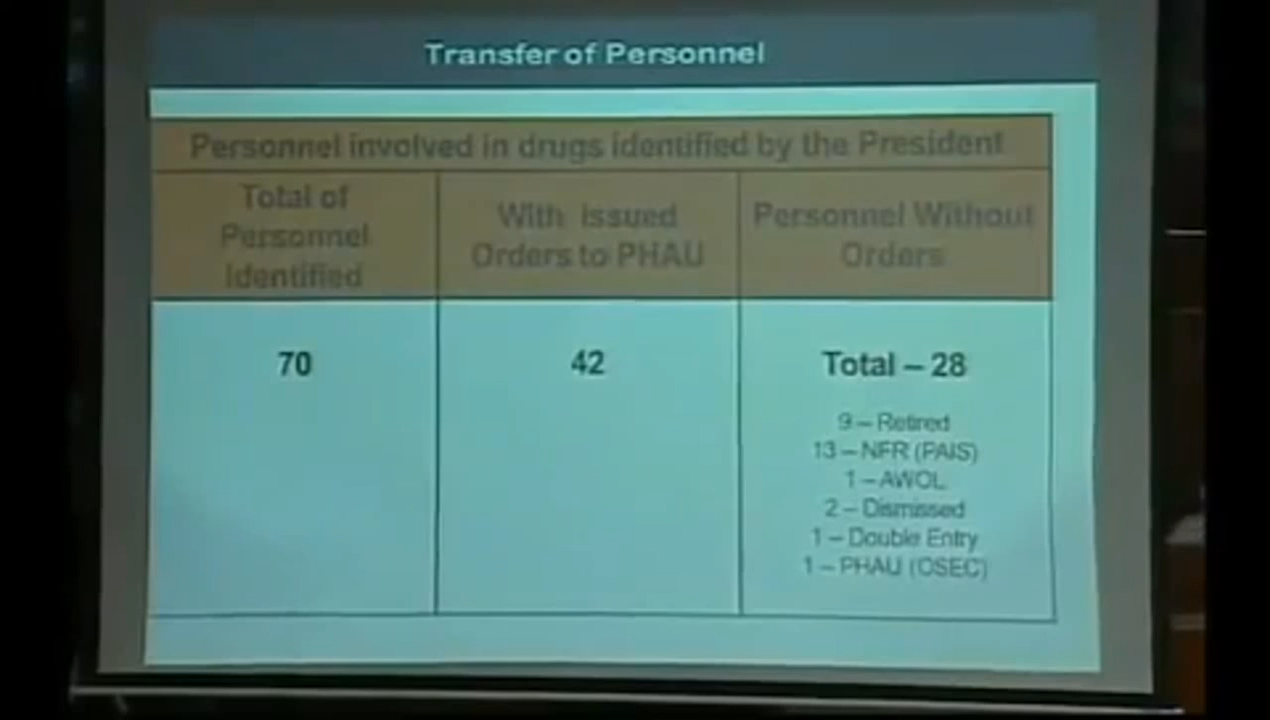 Transfer of Personnel
Personnel involved in drugs identified by the President
Total of
Personnel
Identified
With issued
Orders to PHAU
Personnel Without
Orders
70
42
Total – 28
9 – Retired
13 – NFR (PAIS)
1 – AWOL
2 – Dismissed
1 – Double Entry
1 – PHAU (OSEC)